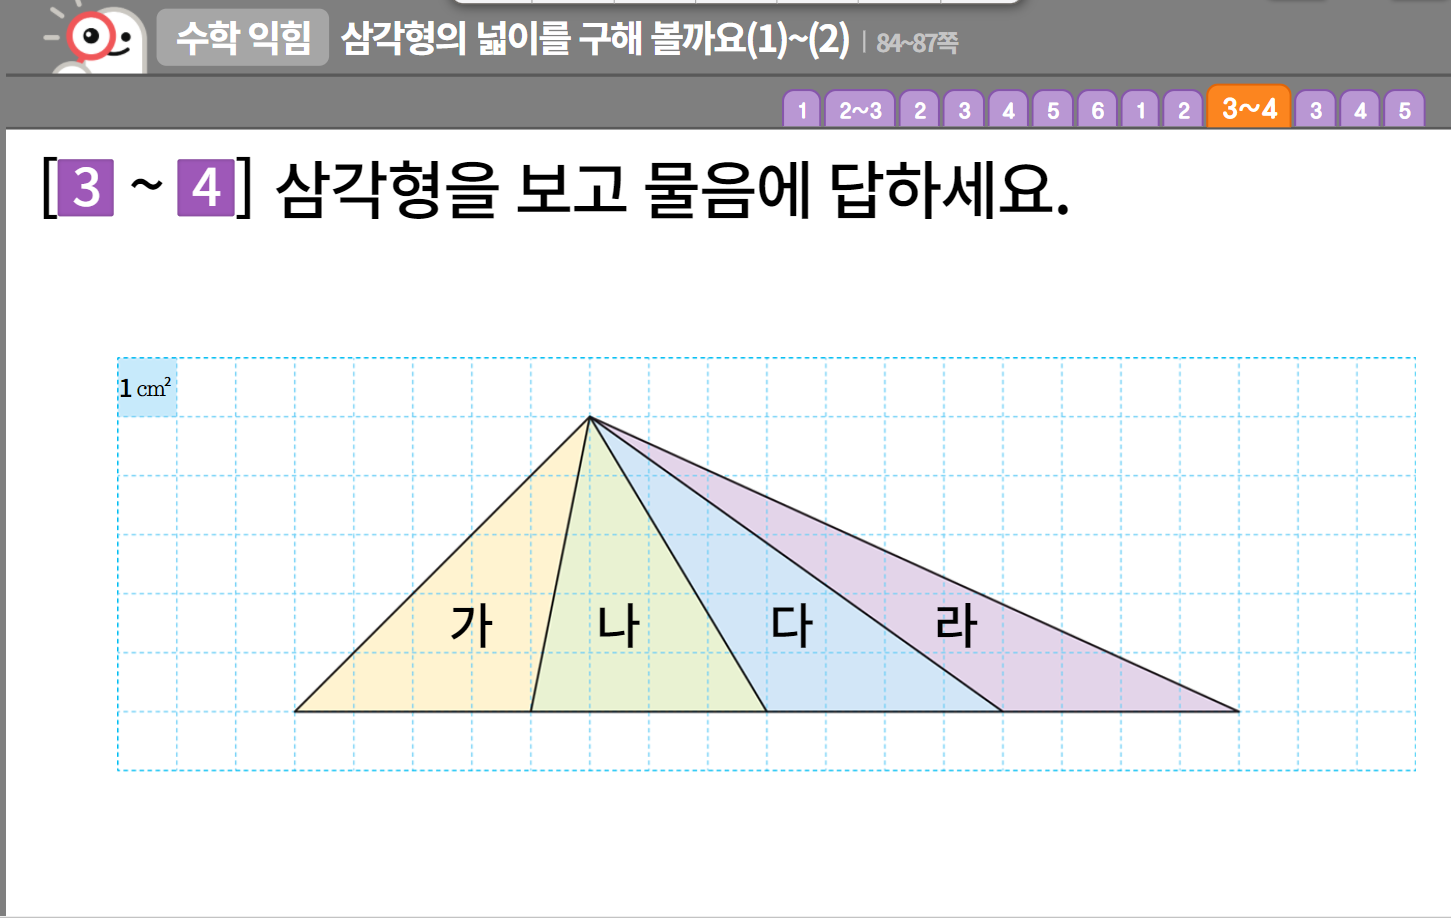 수학 익힘 삼각형의 넓이를 구해 볼까요(1)~(2) | 84~87쪽
1 2~3 2 3 4 5 6 1 2 3~4 3 4 5
[3 ~ 4] 삼각형을 보고 물음에 답하세요.
1 cm²
가 나 다 라